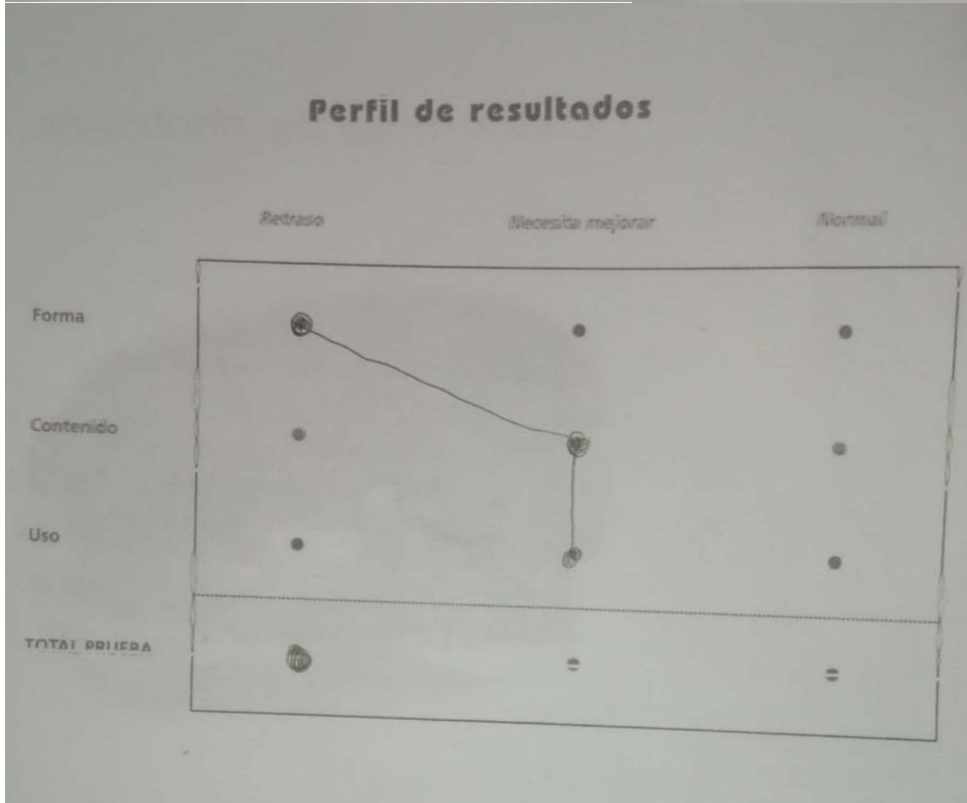 Perfil de resultados
Retraso Necesita mejorar Normal
Forma
Contenido
Uso
TOTAL PRUEBA